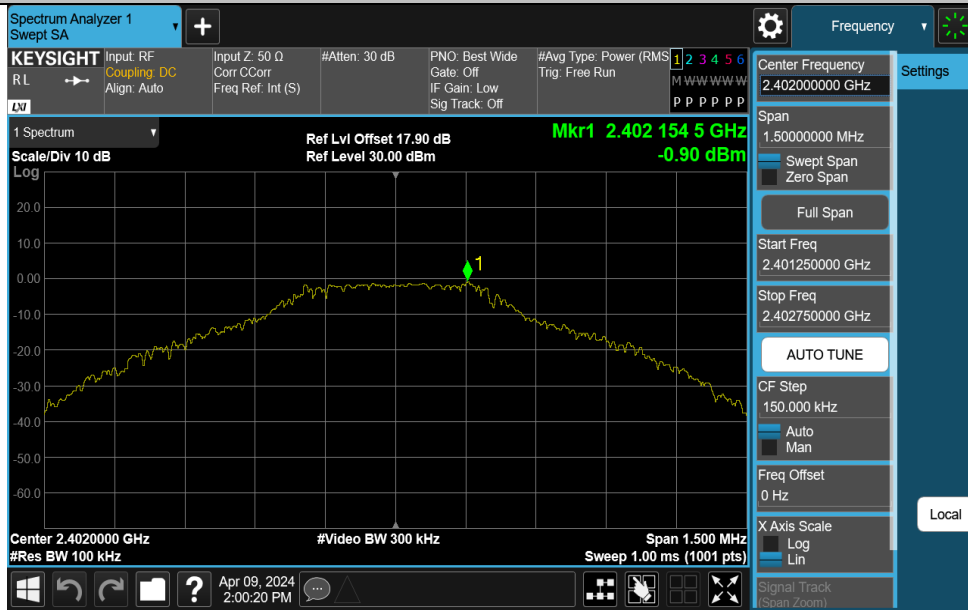 Spectrum Analyzer 1
Swept SA
+
Frequency
KEYSIGHT
R L
LXI
Input: RF
Coupling: DC
Align: Auto
Input Z: 50 Ω
Corr CCorr
Freq Ref: Int (S)
#Atten: 30 dB
PNO: Best Wide
Gate: Off
IF Gain: Low
Sig Track: Off
#Avg Type: Power (RMS
Trig: Free Run
1 2 3 4 5 6
M W W W W W
P P P P P P
1 Spectrum
Scale/Div 10 dB
Log
Ref Lvl Offset 17.90 dB
Ref Level 30.00 dBm
Mkr1 2.402 154 5 GHz
-0.90 dBm
20.0
10.0
0.00
-10.0
-20.0
-30.0
-40.0
-50.0
-60.0
1
Center 2.4020000 GHz
#Res BW 100 kHz
#Video BW 300 kHz
Span 1.500 MHz
Sweep 1.00 ms (1001 pts)
?
Apr 09, 2024
2:00:20 PM
Center Frequency
2.402000000 GHz
Span
1.50000000 MHz
Swept Span
Zero Span
Full Span
Start Freq
2.401250000 GHz
Stop Freq
2.402750000 GHz
AUTO TUNE
CF Step
150.000 kHz
Auto
Man
Freq Offset
0 Hz
X Axis Scale
Log
Lin
Signal Track
(Span Zoom)
Settings
Local